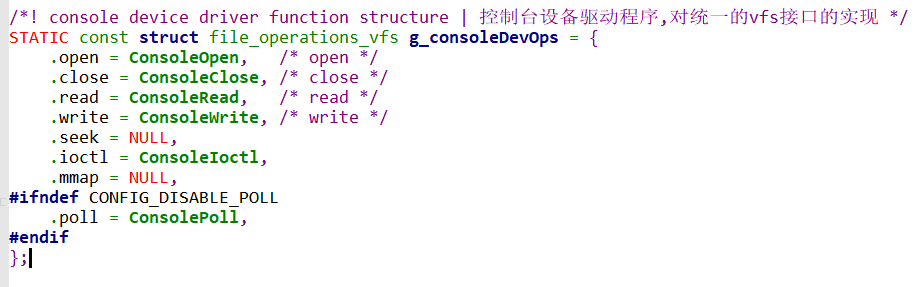 /*! console device driver function structure | 控制台设备驱动程序,对统一的vfs接口的实现 */
STATIC const struct file_operations_vfs g_consoleDevOps = {
    .open = ConsoleOpen,   /* open */
    .close = ConsoleClose, /* close */
    .read = ConsoleRead,   /* read */
    .write = ConsoleWrite, /* write */
    .seek = NULL,
    .ioctl = ConsoleIoctl,
    .mmap = NULL,
#ifndef CONFIG_DISABLE_POLL
    .poll = ConsolePoll,
#endif
};